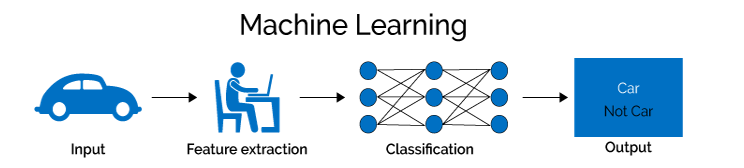 Machine Learning
Car
Not Car
Input
Feature extraction
Classification
Output